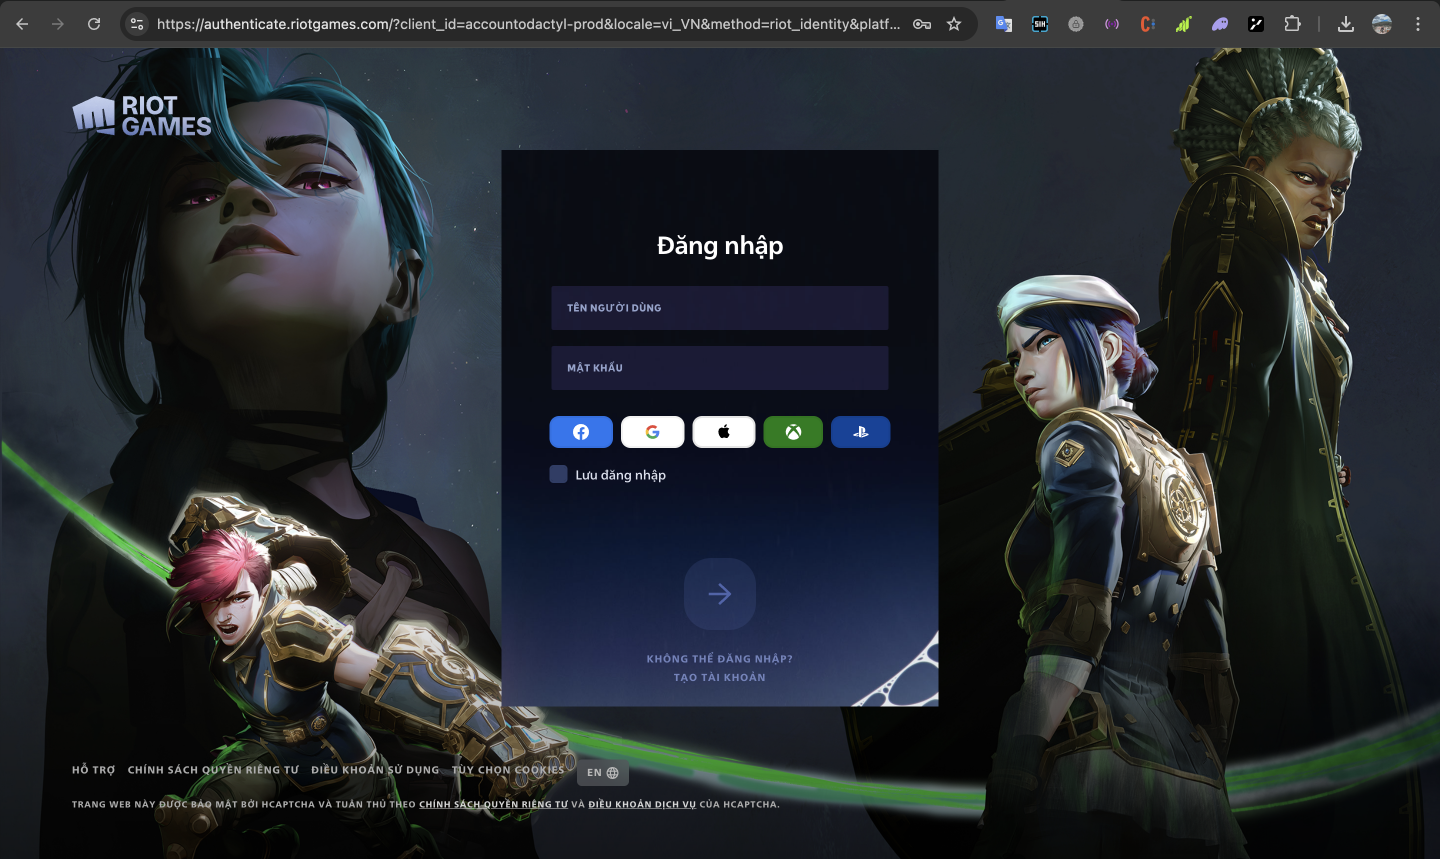 https://authenticate.riotgames.com/?client_id=accountodactyl-prod&locale=vi_VN&method=riot_identity&platf...
RIOT
GAMES
Đăng nhập
TÊN NGƯỜI DÙNG
MẬT KHẨU
Lưu đăng nhập
KHÔNG THỂ ĐĂNG NHẬP?
TẠO TÀI KHOẢN
HỖ TRỢ CHÍNH SÁCH QUYỀN RIÊNG TƯ ĐIỀU KHOẢN SỬ DỤNG TÙY CHỌN COOKIES EN
TRANG WEB NÀY ĐƯỢC BẢO MẬT BỞI HCAPTCHA VÀ TUÂN THỦ THEO CHÍNH SÁCH QUYỀN RIÊNG TƯ VÀ ĐIỀU KHOẢN DỊCH VỤ CỦA HCAPTCHA.